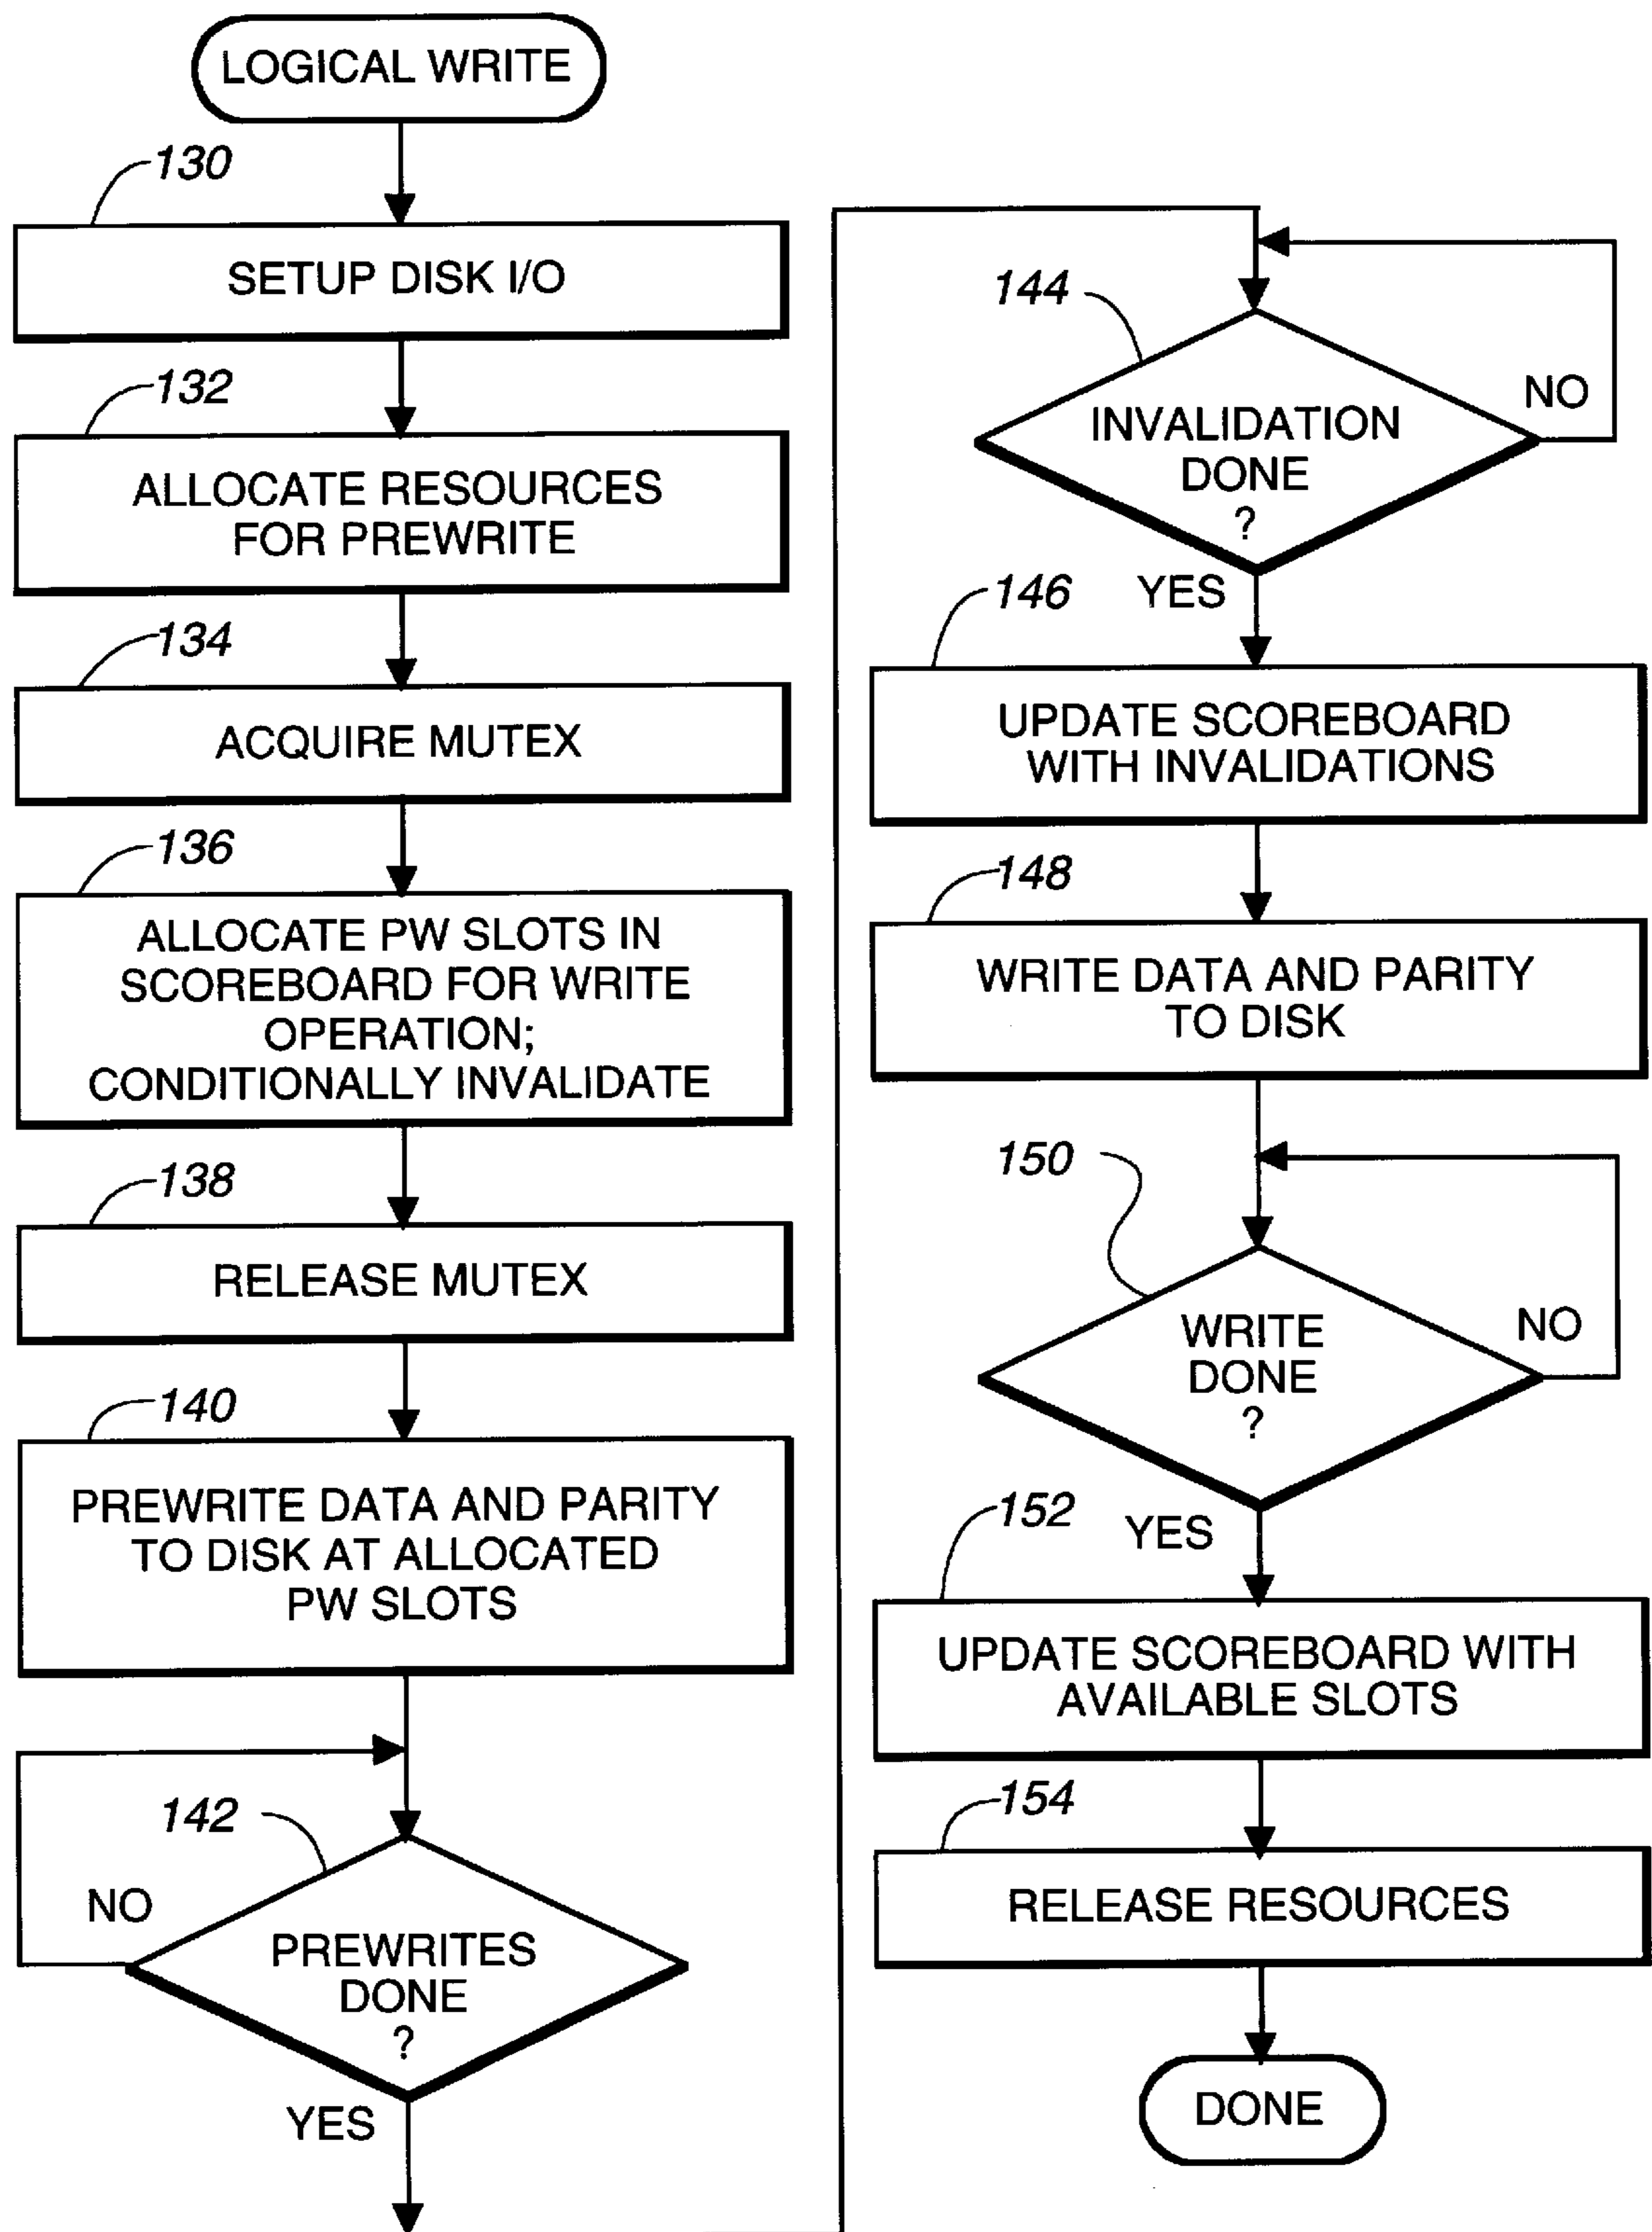 LOGICAL WRITE
130
SETUP DISK I/O
132
ALLOCATE RESOURCES
FOR PREWRITE
134
ACQUIRE MUTEX
136
ALLOCATE PW SLOTS IN
SCOREBOARD FOR WRITE
OPERATION;
CONDITIONALLY INVALIDATE
138
RELEASE MUTEX
140
PREWRITE DATA AND PARITY
TO DISK AT ALLOCATED
PW SLOTS
142
NO
PREWRITES
DONE
?
YES
144
NO
INVALIDATION
DONE
?
YES
146
UPDATE SCOREBOARD
WITH INVALIDATIONS
148
WRITE DATA AND PARITY
TO DISK
150
NO
WRITE
DONE
?
YES
152
UPDATE SCOREBOARD WITH
AVAILABLE SLOTS
154
RELEASE RESOURCES
DONE